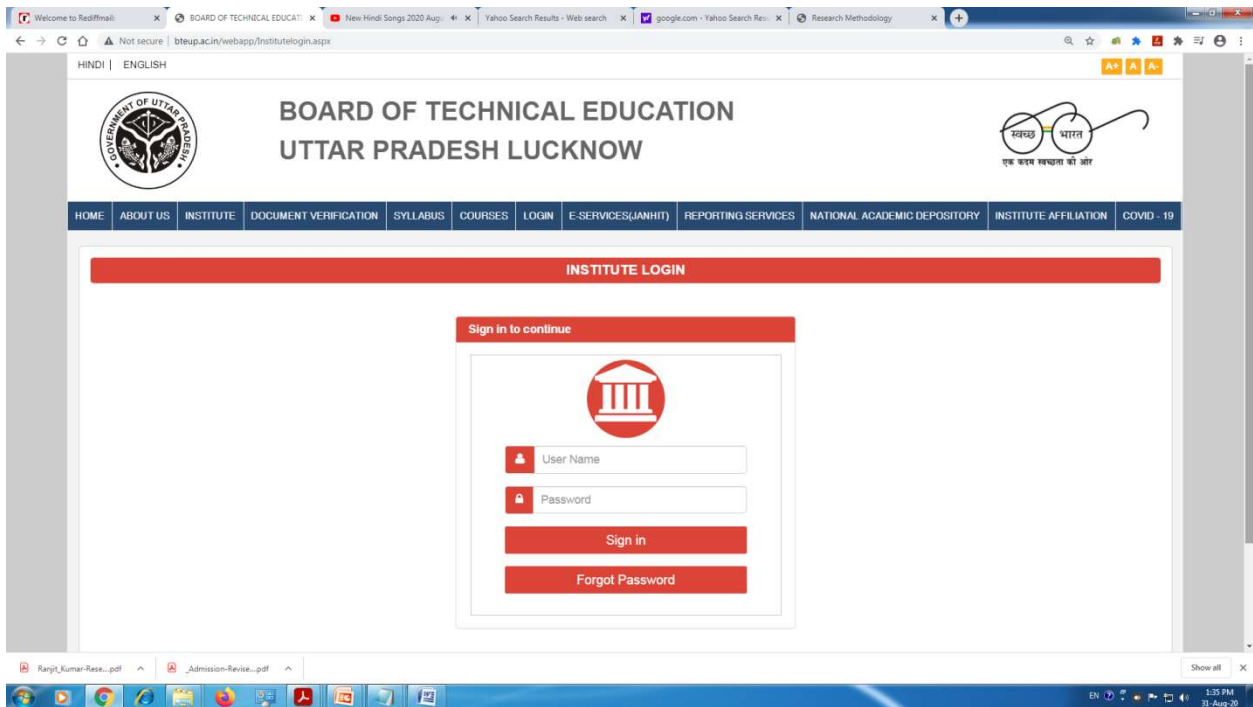 Welcome to Rediffmail:
BOARD OF TECHNICAL EDUCATI
New Hindi Songs 2020 Augu
Yahoo Search Results - Web search
google.com - Yahoo Search Res
Research Methodology
Not secure | bteup.ac.in/webapp/Institutelogin.aspx
HINDI | ENGLISH
A+ A A-
GOVERNMENT OF UTTAR PRADESH
BOARD OF TECHNICAL EDUCATION
UTTAR PRADESH LUCKNOW
स्वच्छ भारत
एक कदम स्वच्छता की ओर
HOME ABOUT US INSTITUTE DOCUMENT VERIFICATION SYLLABUS COURSES LOGIN E-SERVICES(JANHIT) REPORTING SERVICES NATIONAL ACADEMIC DEPOSITORY INSTITUTE AFFILIATION COVID - 19
INSTITUTE LOGIN
Sign in to continue
User Name
Password
Sign in
Forgot Password
Ranjit_Kumar-Rese....pdf
_Admission-Revise....pdf
Show all
EN
1:35 PM
31-Aug-20